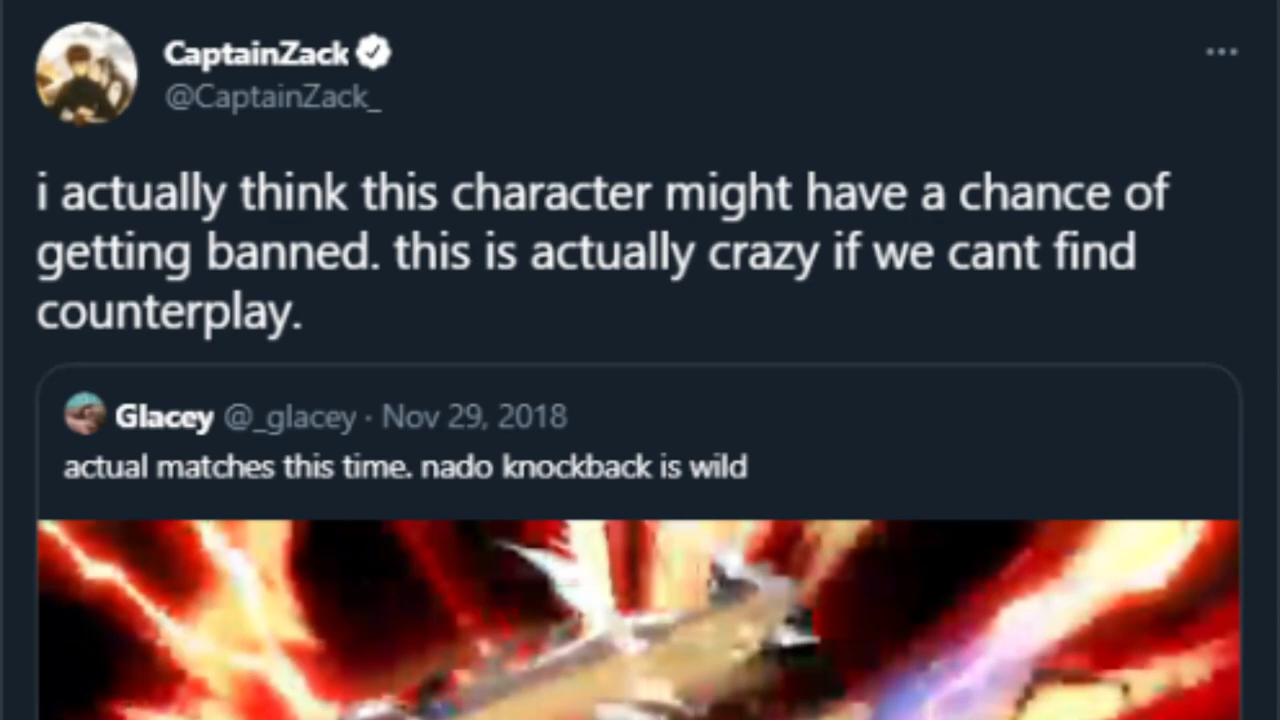 CaptainZack
@CaptainZack_
i actually think this character might have a chance of
getting banned. this is actually crazy if we cant find
counterplay.
Glacey @_glacey · Nov 29, 2018
actual matches this time. nado knockback is wild